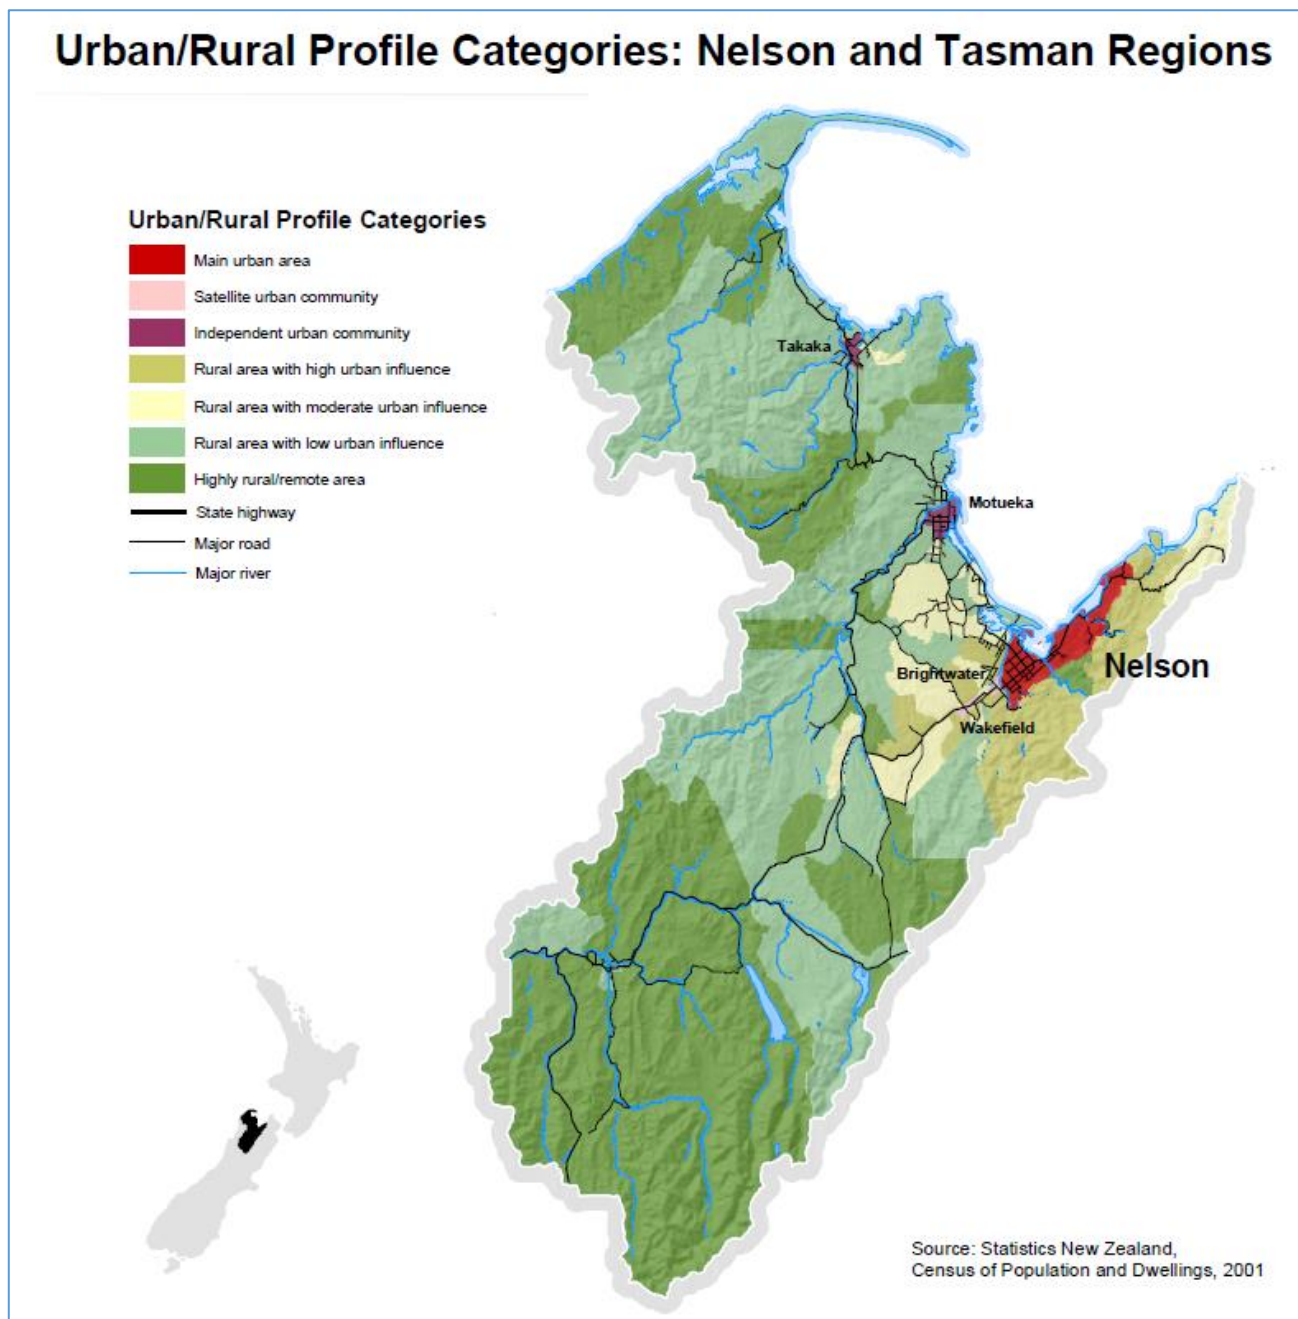 Urban/Rural Profile Categories: Nelson and Tasman Regions
Urban/Rural Profile Categories
Main urban area
Satellite urban community
Independent urban community
Rural area with high urban influence
Rural area with moderate urban influence
Rural area with low urban influence
Highly rural/remote area
State highway
Major road
Major river
Takaka
Motueka
Nelson
Brightwater
Wakefield
Source: Statistics New Zealand,
Census of Population and Dwellings, 2001